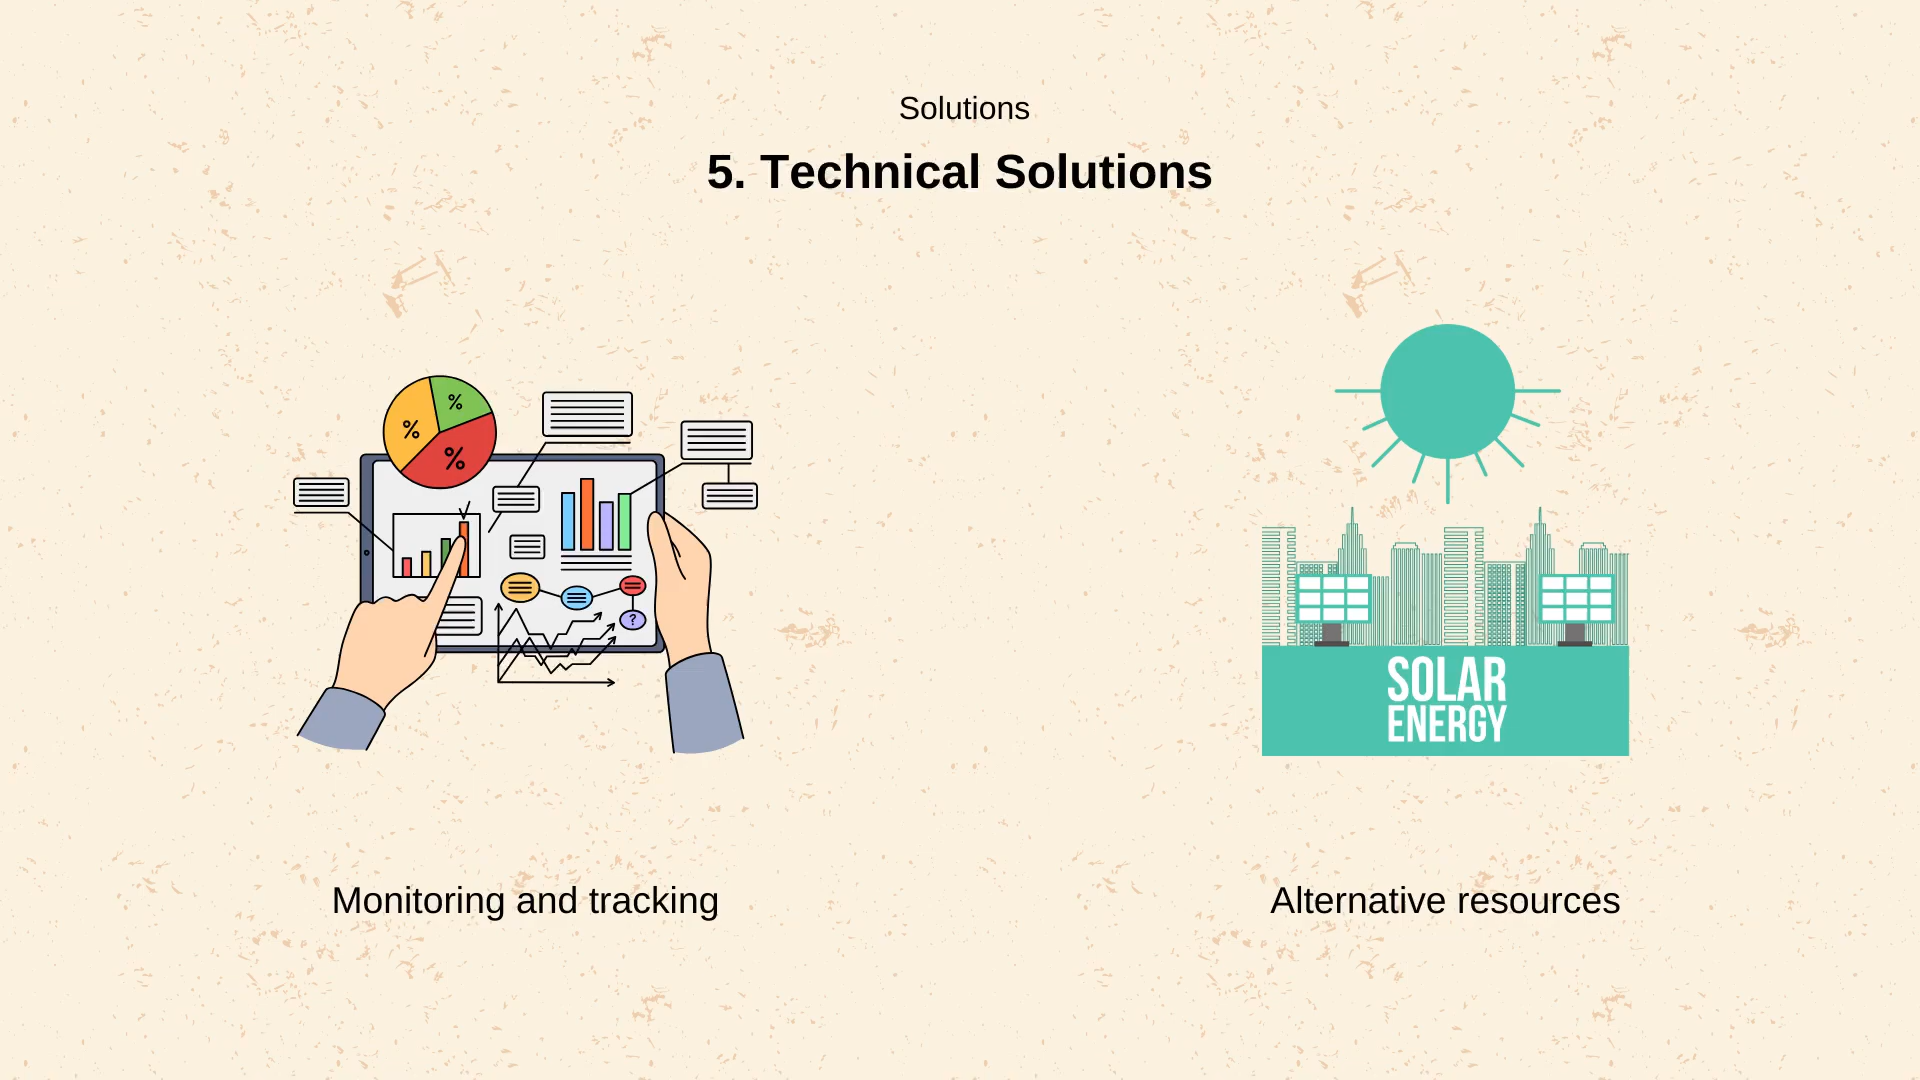 Solutions
5. Technical Solutions
%
%
%
?
SOLAR
ENERGY
Monitoring and tracking
Alternative resources